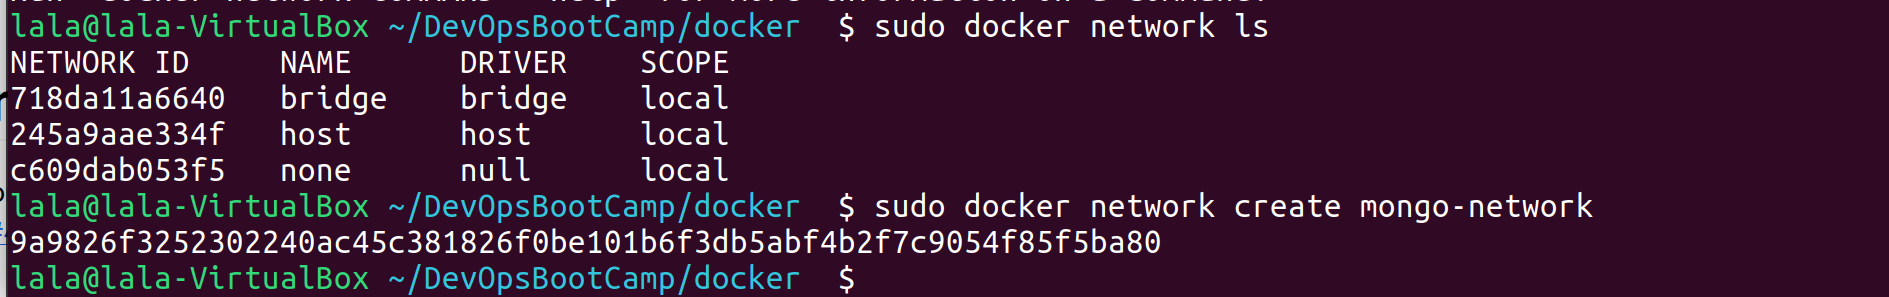 lala@lala-VirtualBox ~/DevOpsBootCamp/docker  $ sudo docker network ls
NETWORK ID     NAME      DRIVER    SCOPE
718da11a6640   bridge    bridge    local
245a9aae334f   host      host      local
c609dab053f5   none      null      local
lala@lala-VirtualBox ~/DevOpsBootCamp/docker  $ sudo docker network create mongo-network
9a9826f3252302240ac45c381826f0be101b6f3db5abf4b2f7c9054f85f5ba80
lala@lala-VirtualBox ~/DevOpsBootCamp/docker  $